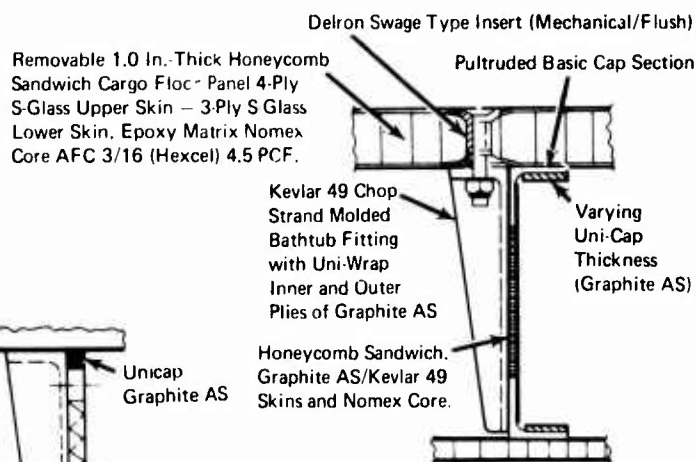 Delron Swage Type Insert (Mechanical/Flush)
Removable 1.0 In.-Thick Honeycomb
Sandwich Cargo Floc- Panel 4-Ply
S-Glass Upper Skin — 3-Ply S Glass
Lower Skin. Epoxy Matrix Nomex
Core AFC 3/16 (Hexcel) 4.5 PCF.
Pultruded Basic Cap Section
Kevlar 49 Chop
Strand Molded
Bathtub Fitting
with Uni-Wrap
Inner and Outer
Plies of Graphite AS
Varying
Uni-Cap
Thickness
(Graphite AS)
Honeycomb Sandwich.
Graphite AS/Kevlar 49
Skins and Nomex Core.
Unicap
Graphite AS